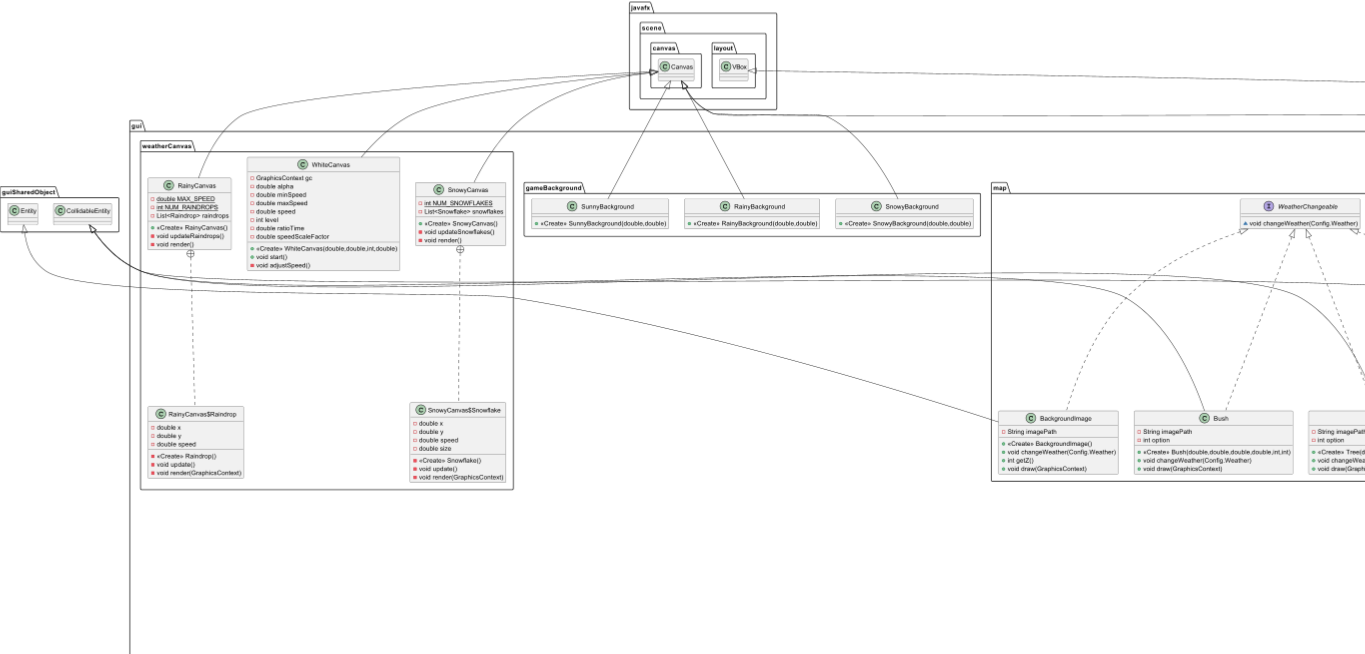 javafx
scene
canvas
layout
C Canvas
C VBox
gui
weatherCanvas
C RainyCanvas
double MAX_SPEED
int NUM_RAINDROPS
List<Raindrop> raindrops
«Create» RainyCanvas()
void updateRaindrops()
void render()
C WhiteCanvas
GraphicsContext gc
double alpha
double minSpeed
double maxSpeed
double speed
int level
double ratioTime
double speedScaleFactor
«Create» WhiteCanvas(double,double,int,double)
void start()
void adjustSpeed()
C SnowyCanvas
int NUM_SNOWFLAKES
List<Snowflake> snowflakes
«Create» SnowyCanvas()
void updateSnowflakes()
void render()
guiSharedObject
C Entity
C CollidableEntity
gameBackground
C SunnyBackground
«Create» SunnyBackground(double,double)
C RainyBackground
«Create» RainyBackground(double,double)
C SnowyBackground
«Create» SnowyBackground(double,double)
map
I WeatherChangeable
void changeWeather(Config.Weather)
C RainyCanvas$Raindrop
double x
double y
double speed
«Create» Raindrop()
void update()
void render(GraphicsContext)
C SnowyCanvas$Snowflake
double x
double y
double speed
double size
«Create» Snowflake()
void update()
void render(GraphicsContext)
C BackgroundImage
String imagePath
«Create» BackgroundImage()
void changeWeather(Config.Weather)
int getZ()
void draw(GraphicsContext)
C Bush
String imagePath
int option
«Create» Bush(double,double,double,double,int,int)
void changeWeather(Config.Weather)
void draw(GraphicsContext)
String imagePath
int option
«Create» Tree(d
void changeWea
void draw(Graph